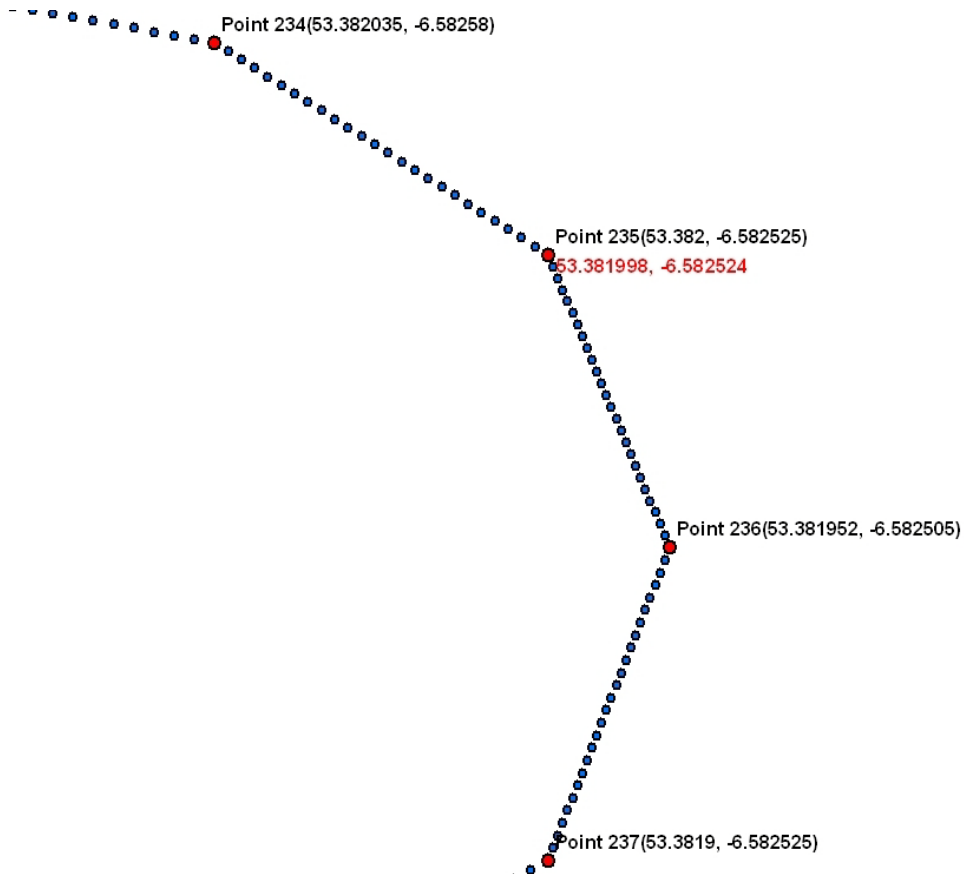 Point 234(53.382035, -6.58258)
Point 235(53.382, -6.582525)
53.381998, -6.582524
Point 236(53.381952, -6.582505)
Point 237(53.3819, -6.582525)